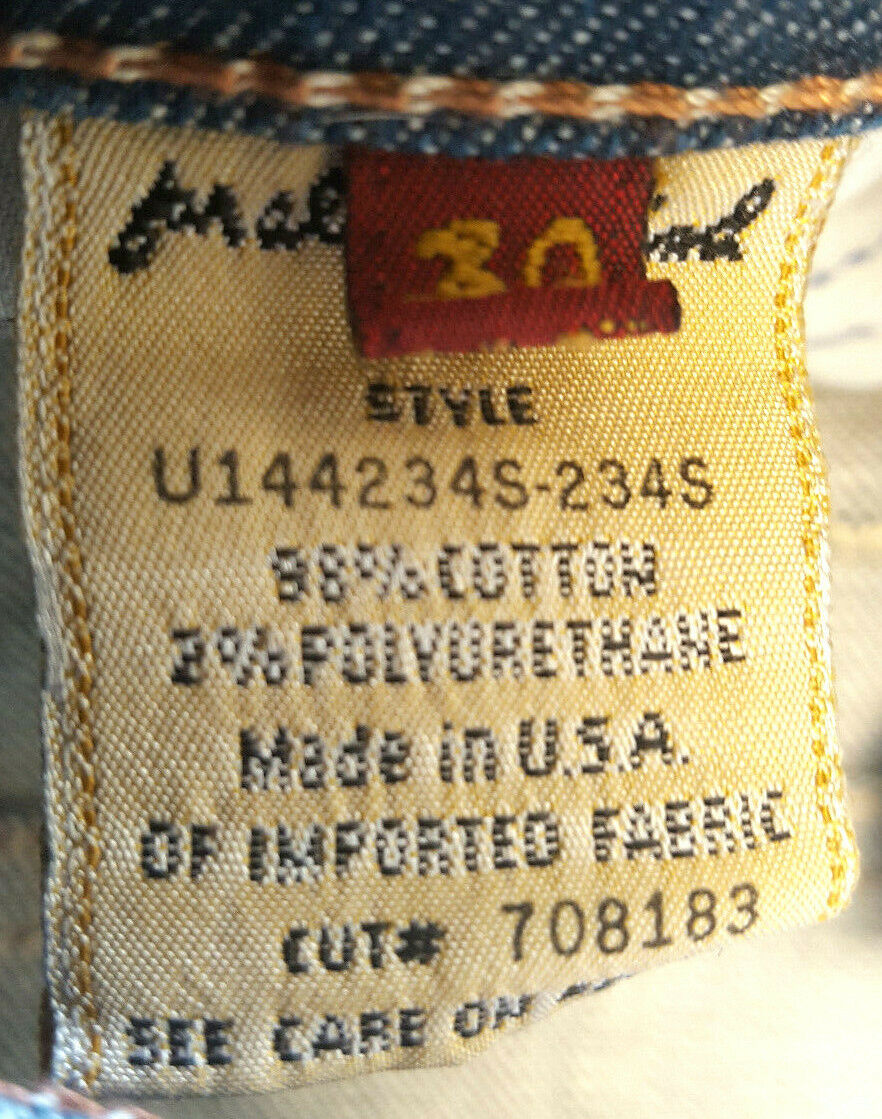 30
STYLE
U144234S-234S
98% COTTON
2% POLYURETHANE
Made in U.S.A.
OF IMPORTED FABRIC
CUT# 708183
SEE CARE ON